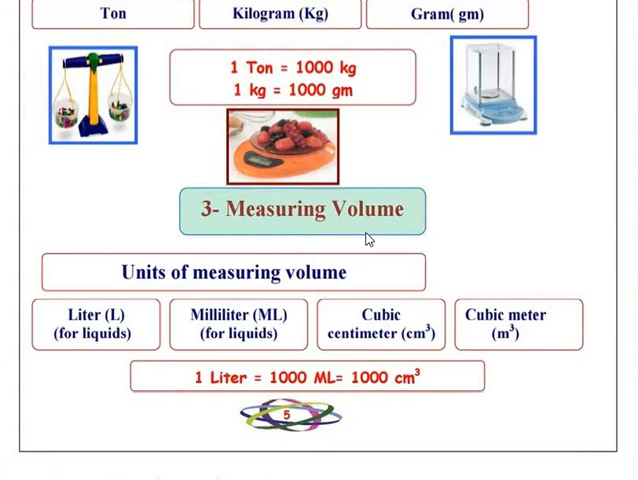 Ton
Kilogram (Kg)
Gram( gm)
1 Ton = 1000 kg
1 kg = 1000 gm
3- Measuring Volume
Units of measuring volume
Liter (L)
(for liquids)
Milliliter (ML)
(for liquids)
Cubic
centimeter (cm³)
Cubic meter
(m³)
1 Liter = 1000 ML= 1000 cm³
5